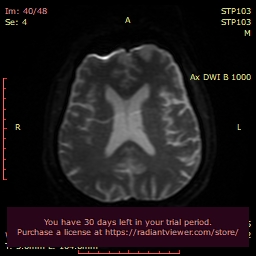 Im: 40/48
STP103
Se: 4
STP103
A
M
Ax DWI B 1000
R
L
You have 30 days left in your trial period.
Purchase a license at https://radiantviewer.com/store/